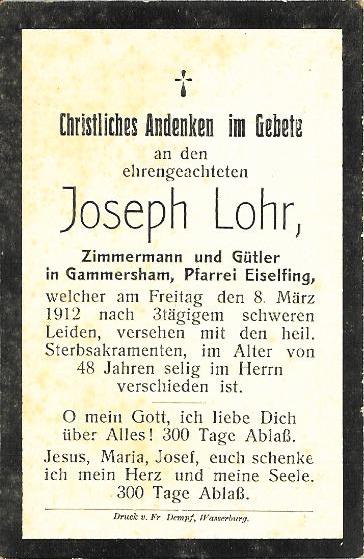 Christliches Andenken im Gebete
an den
ehrengeachteten
Joseph Lohr,
Zimmermann und Gütler
in Gammersham, Pfarrei Eiselfing,
welcher am Freitag den 8. März
1912 nach 3tägigem schweren
Leiden, versehen mit den heil.
Sterbsakramenten, im Alter von
48 Jahren selig im Herrn
verschieden ist.
O mein Gott, ich liebe Dich
über Alles! 300 Tage Ablaß.
Jesus, Maria, Josef, euch schenke
ich mein Herz und meine Seele.
300 Tage Ablaß.
Druck v. Fr Dempf, Wasserburg.